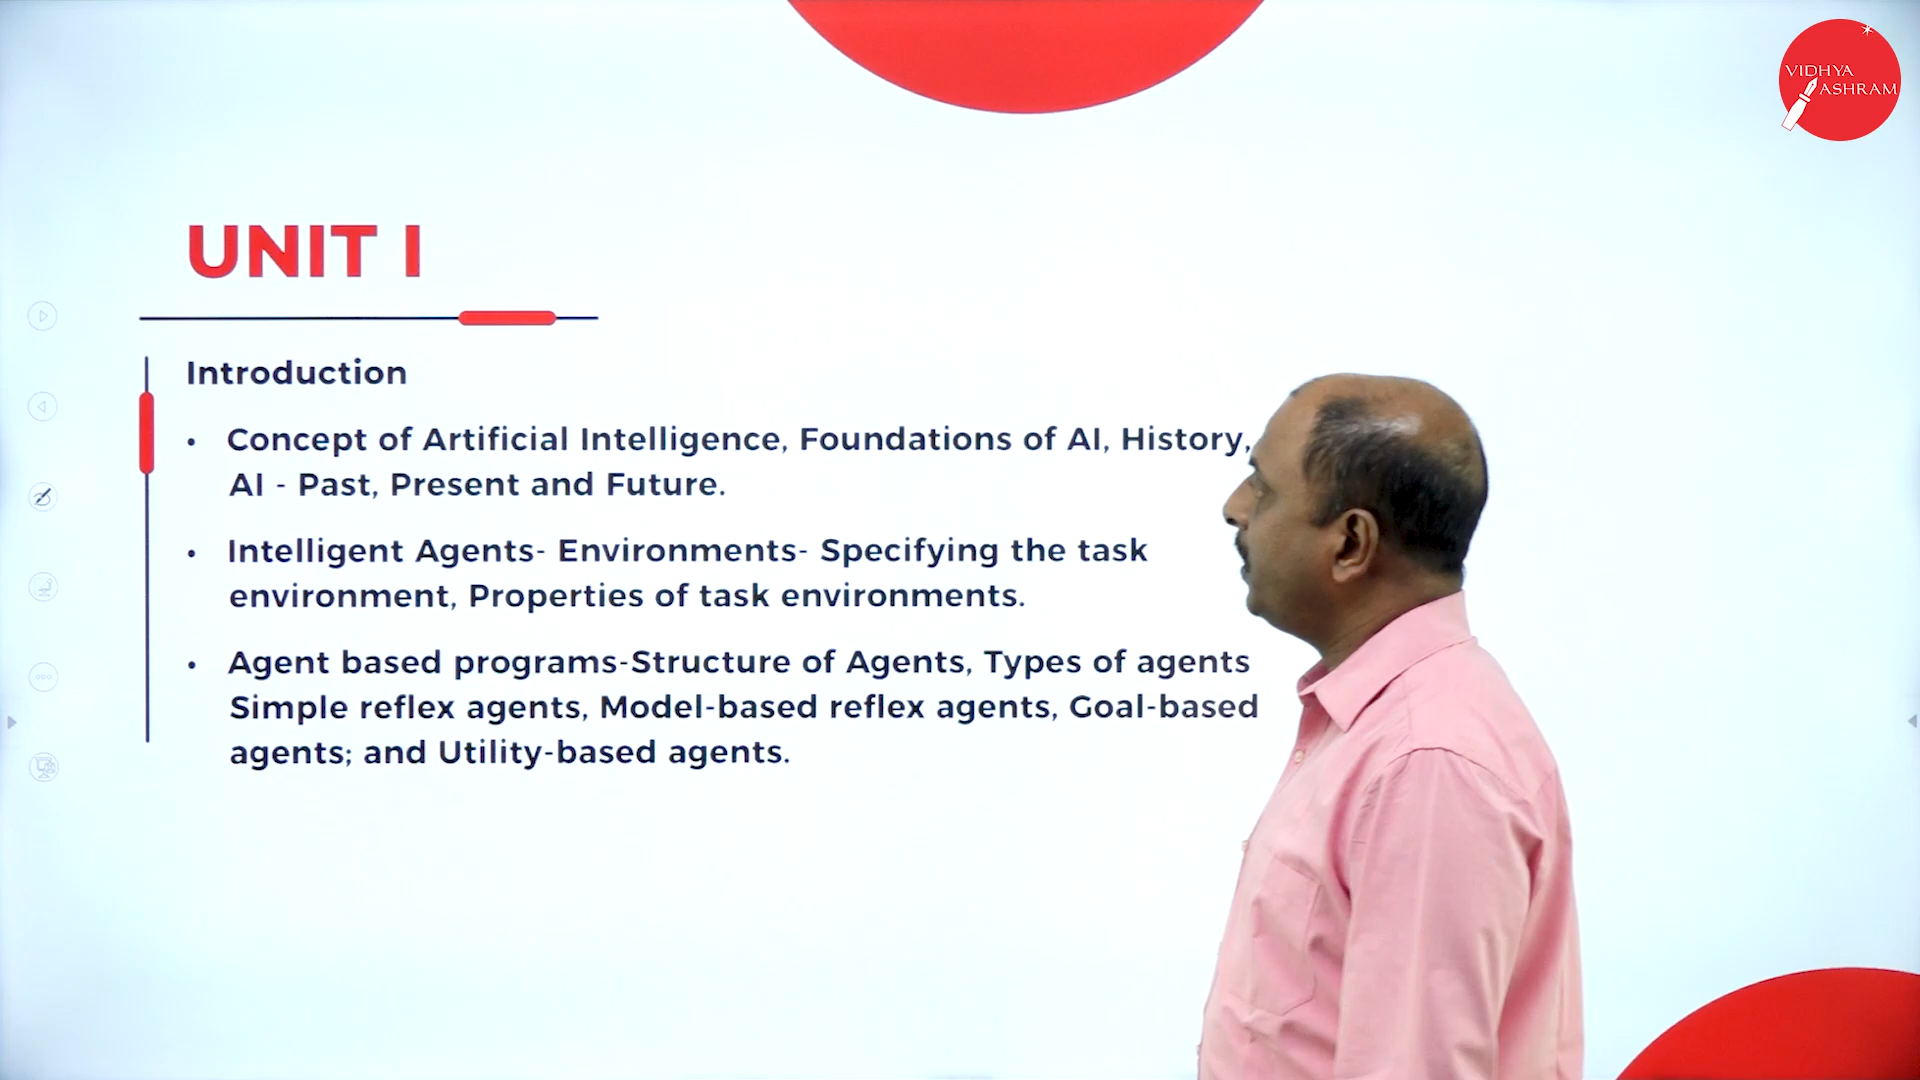 VIDHYA
ASHRAM
UNIT I
Introduction
• Concept of Artificial Intelligence, Foundations of AI, History,
AI - Past, Present and Future.
• Intelligent Agents- Environments- Specifying the task
environment, Properties of task environments.
• Agent based programs-Structure of Agents, Types of agents
Simple reflex agents, Model-based reflex agents, Goal-based
agents; and Utility-based agents.